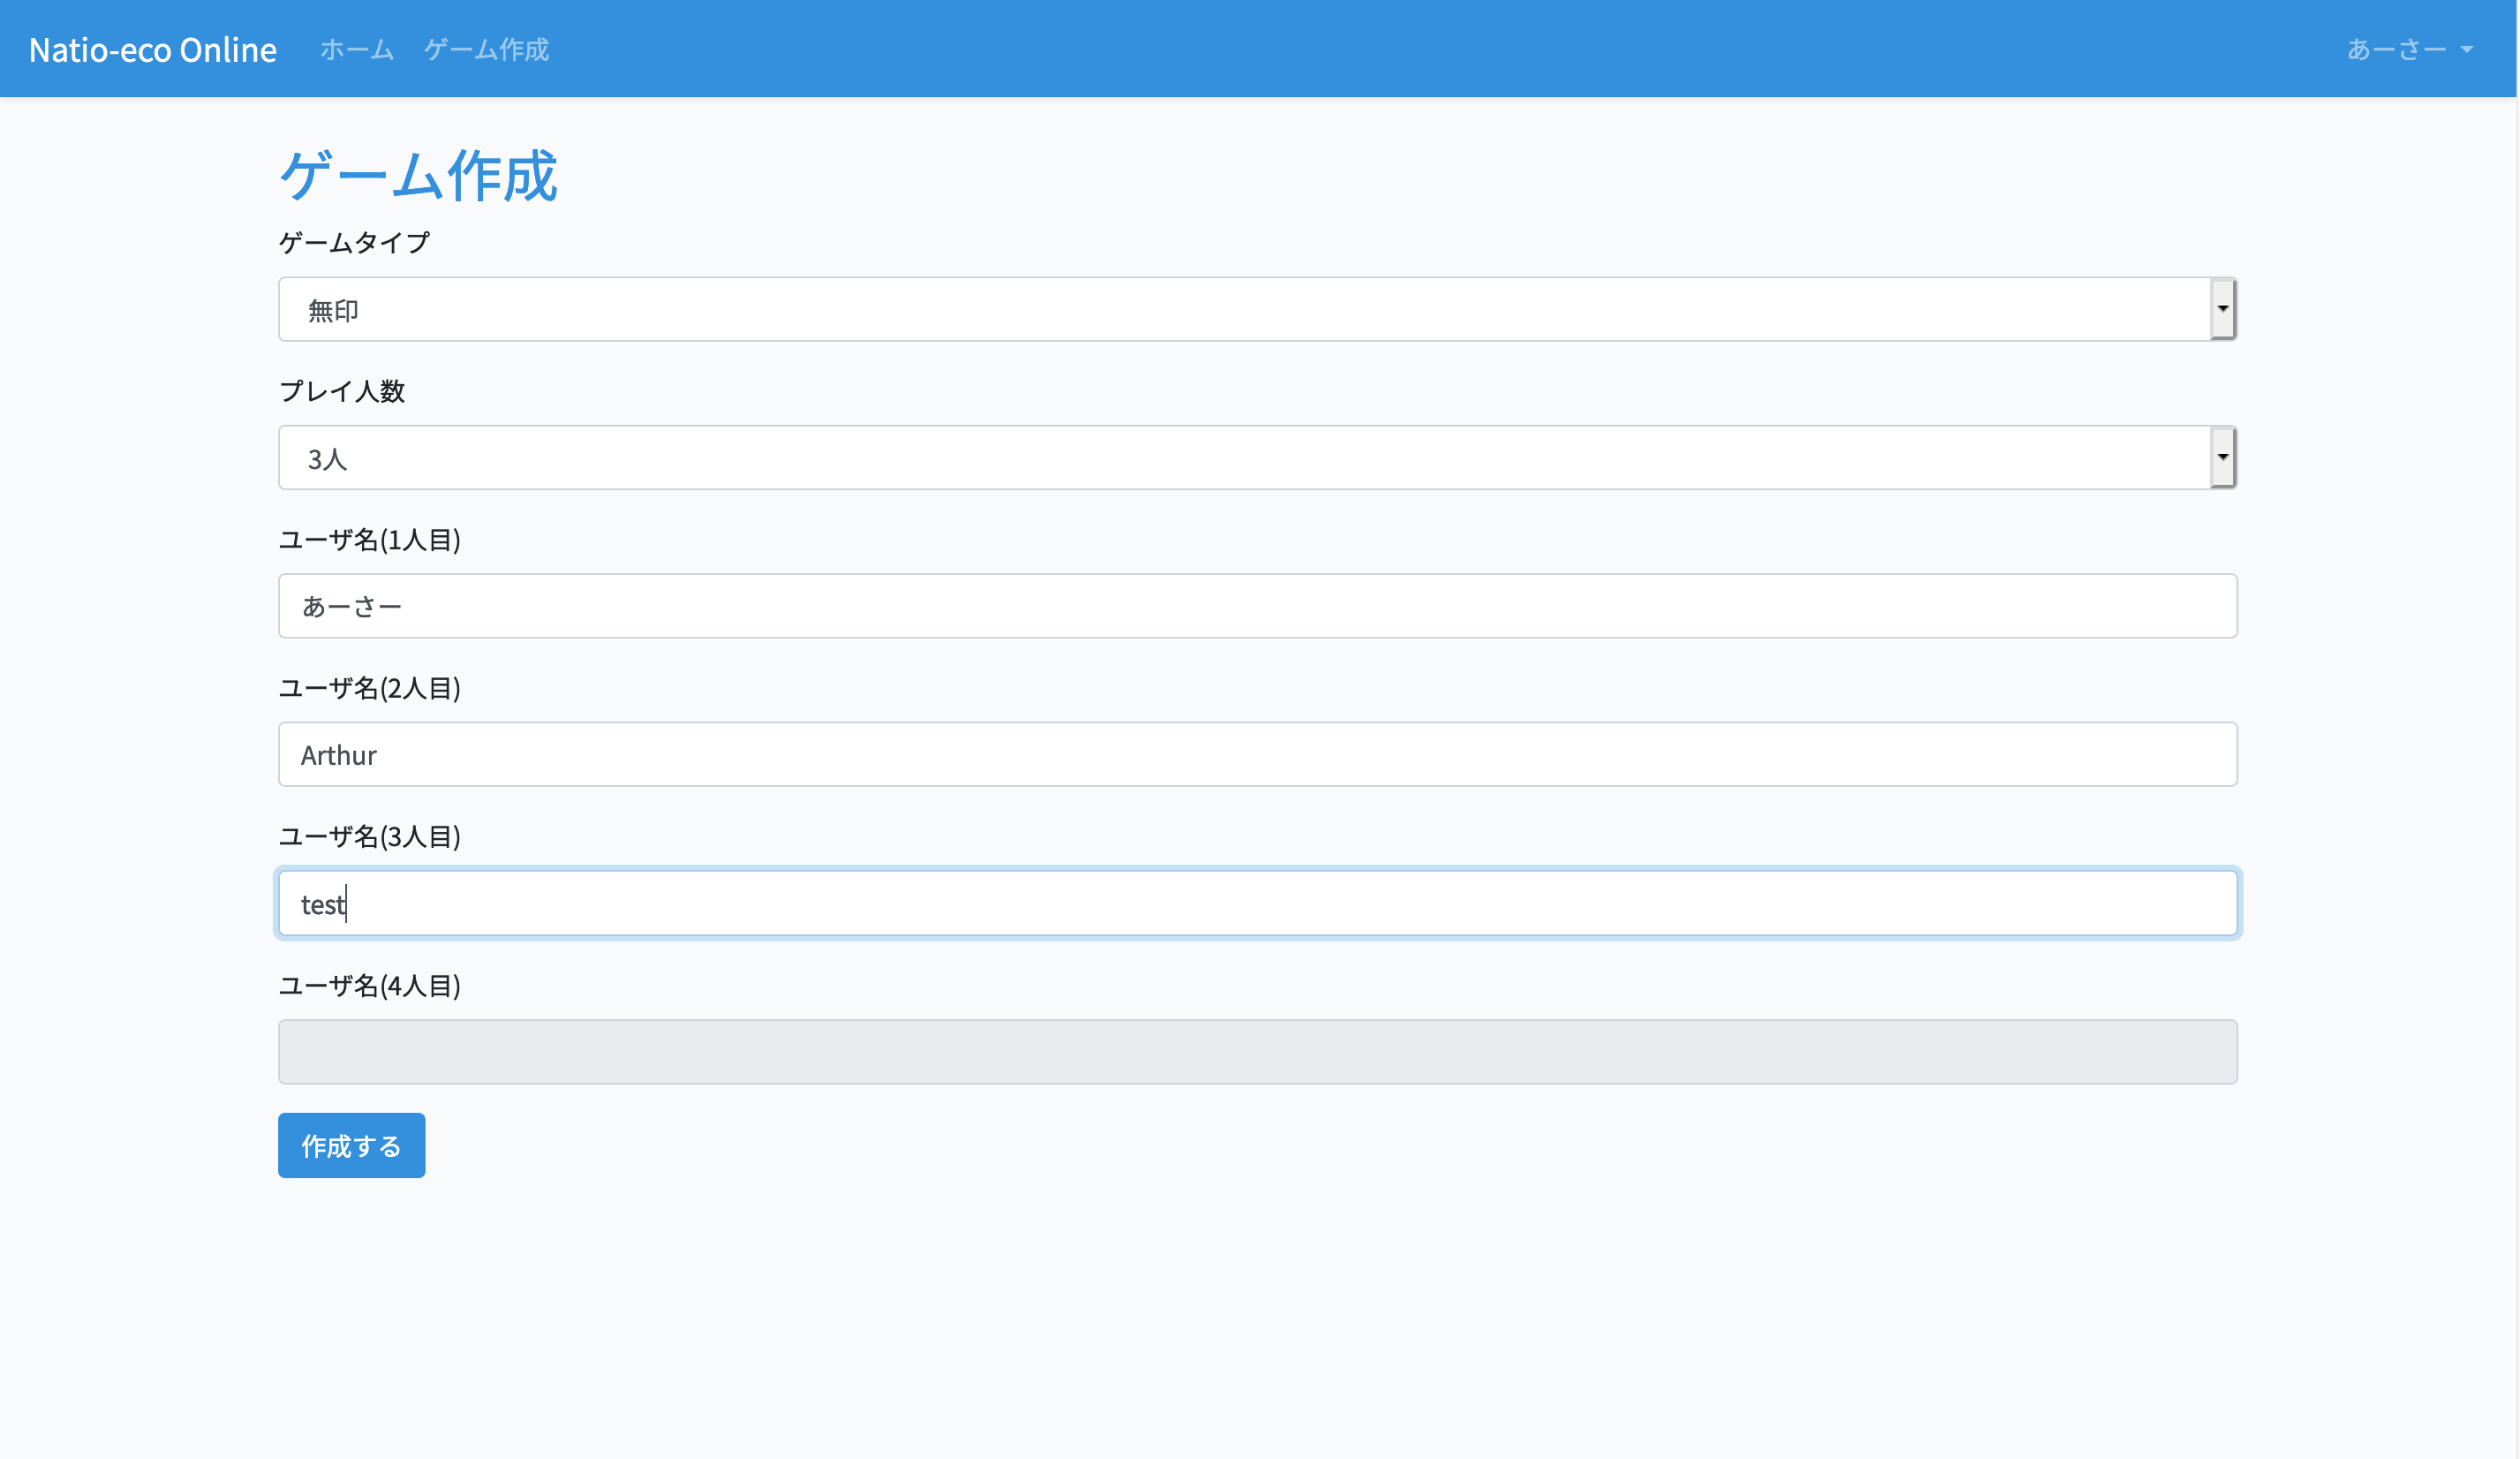 Natio-eco Online ホーム ゲーム作成 あーさー
ゲーム作成
ゲームタイプ
無印
プレイ人数
3人
ユーザ名(1人目)
あーさー
ユーザ名(2人目)
Arthur
ユーザ名(3人目)
test
ユーザ名(4人目)
作成する